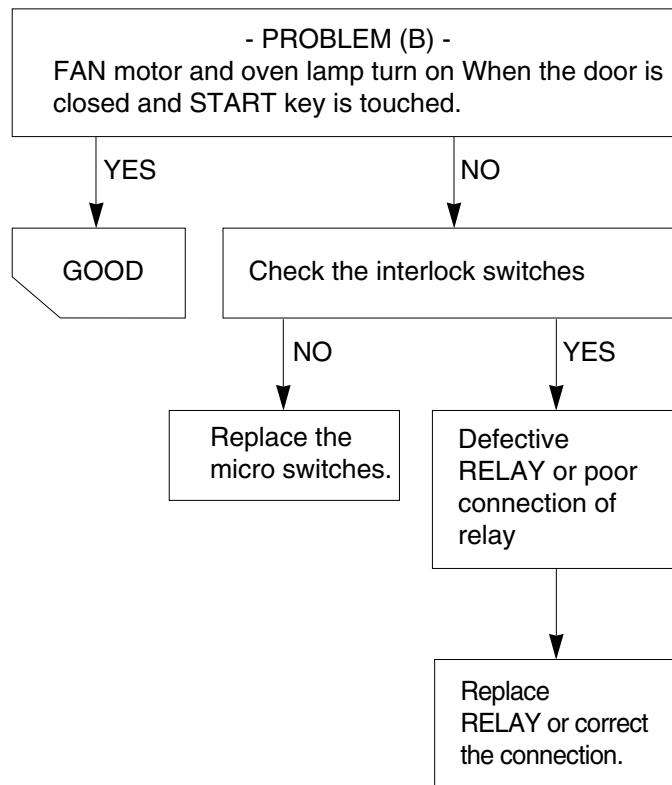 - PROBLEM (B) -
FAN motor and oven lamp turn on When the door is
closed and START key is touched.
YES
NO
GOOD
Check the interlock switches
NO
YES
Replace the
micro switches.
Defective
RELAY or poor
connection of
relay
Replace
RELAY or correct
the connection.